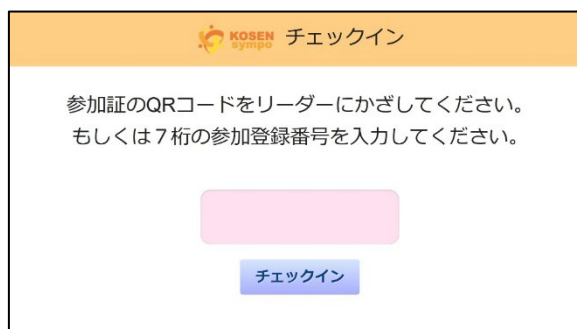 KOSEN sympo チェックイン
参加証のQRコードをリーダーにかざしてください。
もしくは７桁の参加登録番号を入力してください。
チェックイン